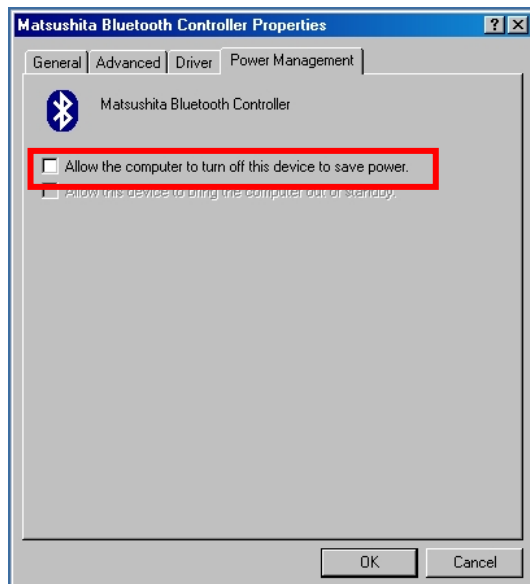 Matsushita Bluetooth Controller Properties
General Advanced Driver Power Management
Matsushita Bluetooth Controller
Allow the computer to turn off this device to save power.
Allow this device to bring the computer out of standby.
OK Cancel